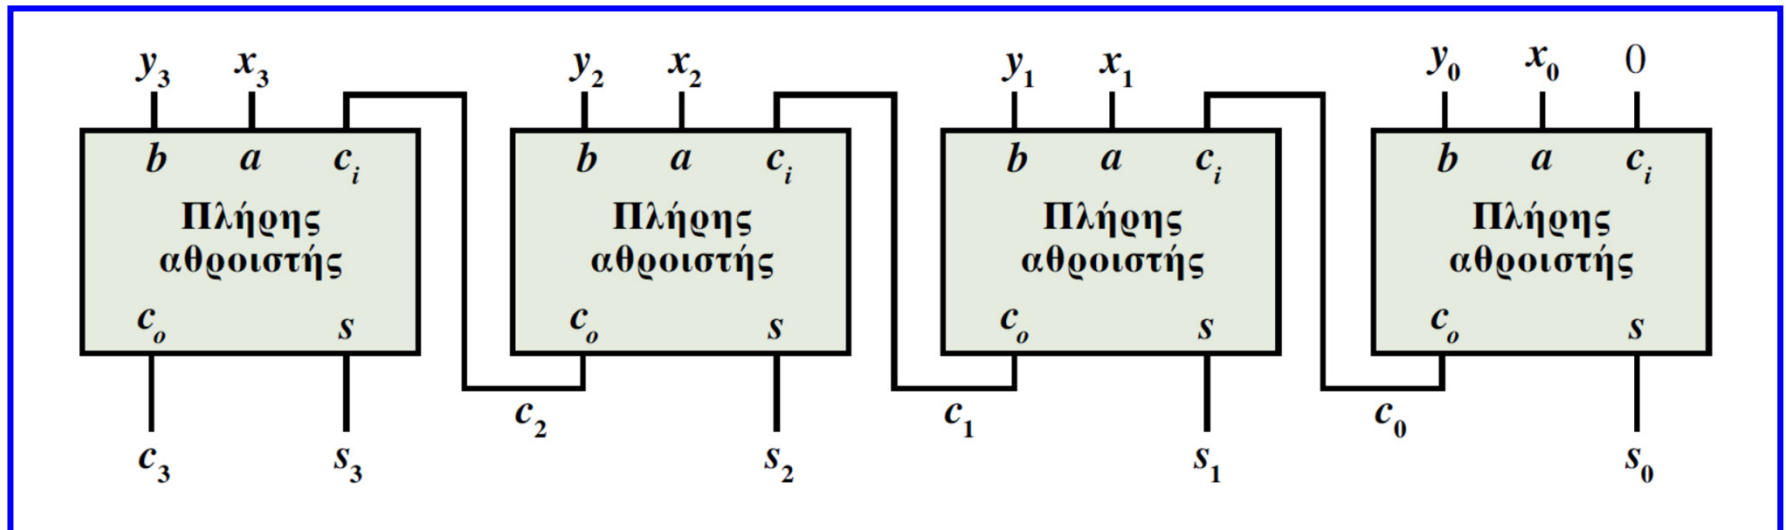 y₃ x₃ y₂ x₂ y₁ x₁ y₀ x₀ 0
b a cᵢ b a cᵢ b a cᵢ b a cᵢ
Πλήρης Πλήρης Πλήρης Πλήρης
αθροιστής αθροιστής αθροιστής αθροιστής
cₒ s cₒ s cₒ s cₒ s
c₂ c₁ c₀
c₃ s₃ s₂ s₁ s₀